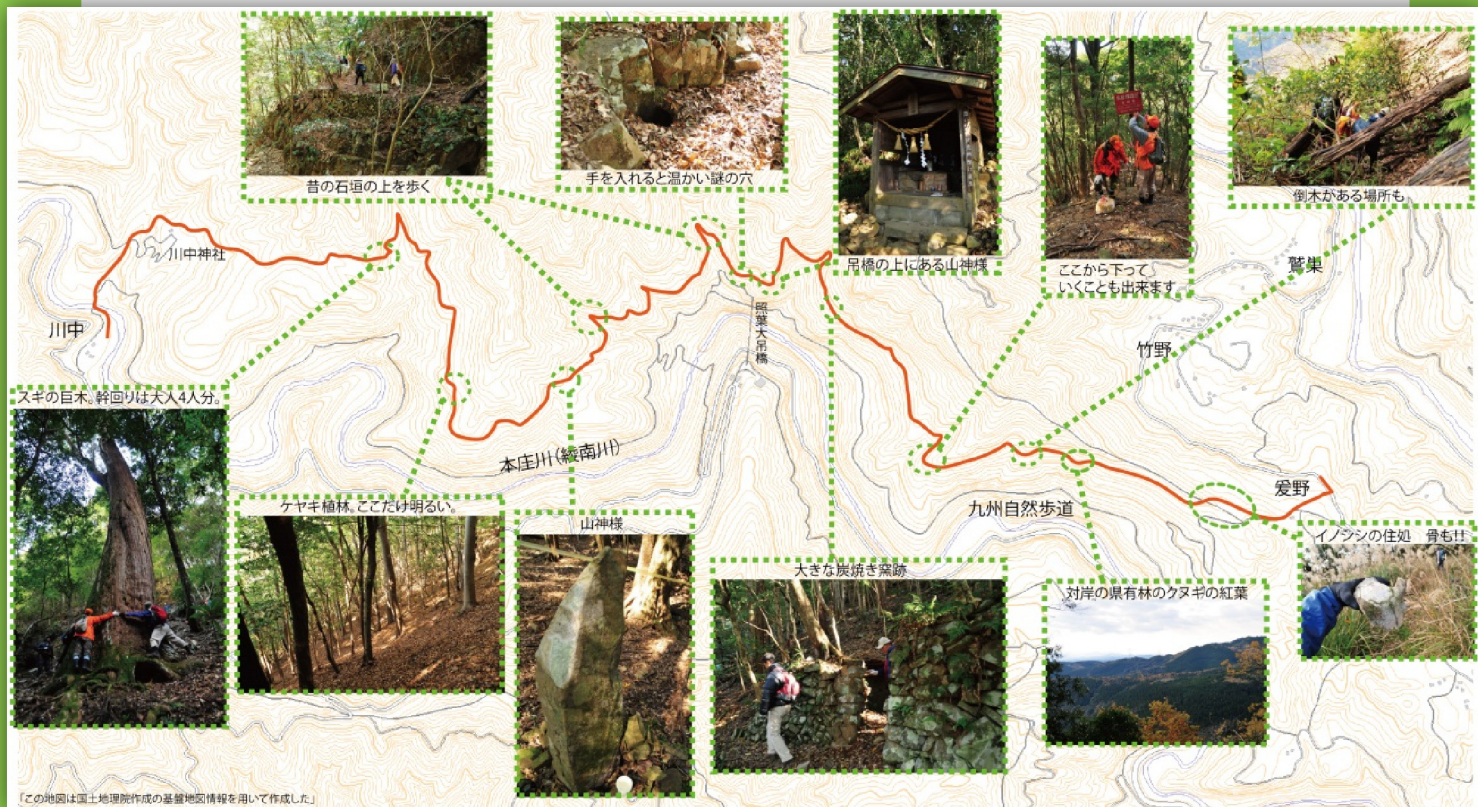 昔の石垣の上を歩く
手を入れると温かい謎の穴
吊橋の上にある山神様
ここから下って
いくことも出来ます
倒木がある場所も
川中神社
川中
照葉大吊橋
鷲巣
竹野
スギの巨木。幹回りは大人4人分。
本庄川(綾南川)
ケヤキ植林。ここだけ明るい。
山神様
大きな炭焼き窯跡
九州自然歩道
爰野
イノシシの住処 骨も!!
対岸の県有林のクヌギの紅葉
「この地図は国土地理院作成の基盤地図情報を用いて作成した」